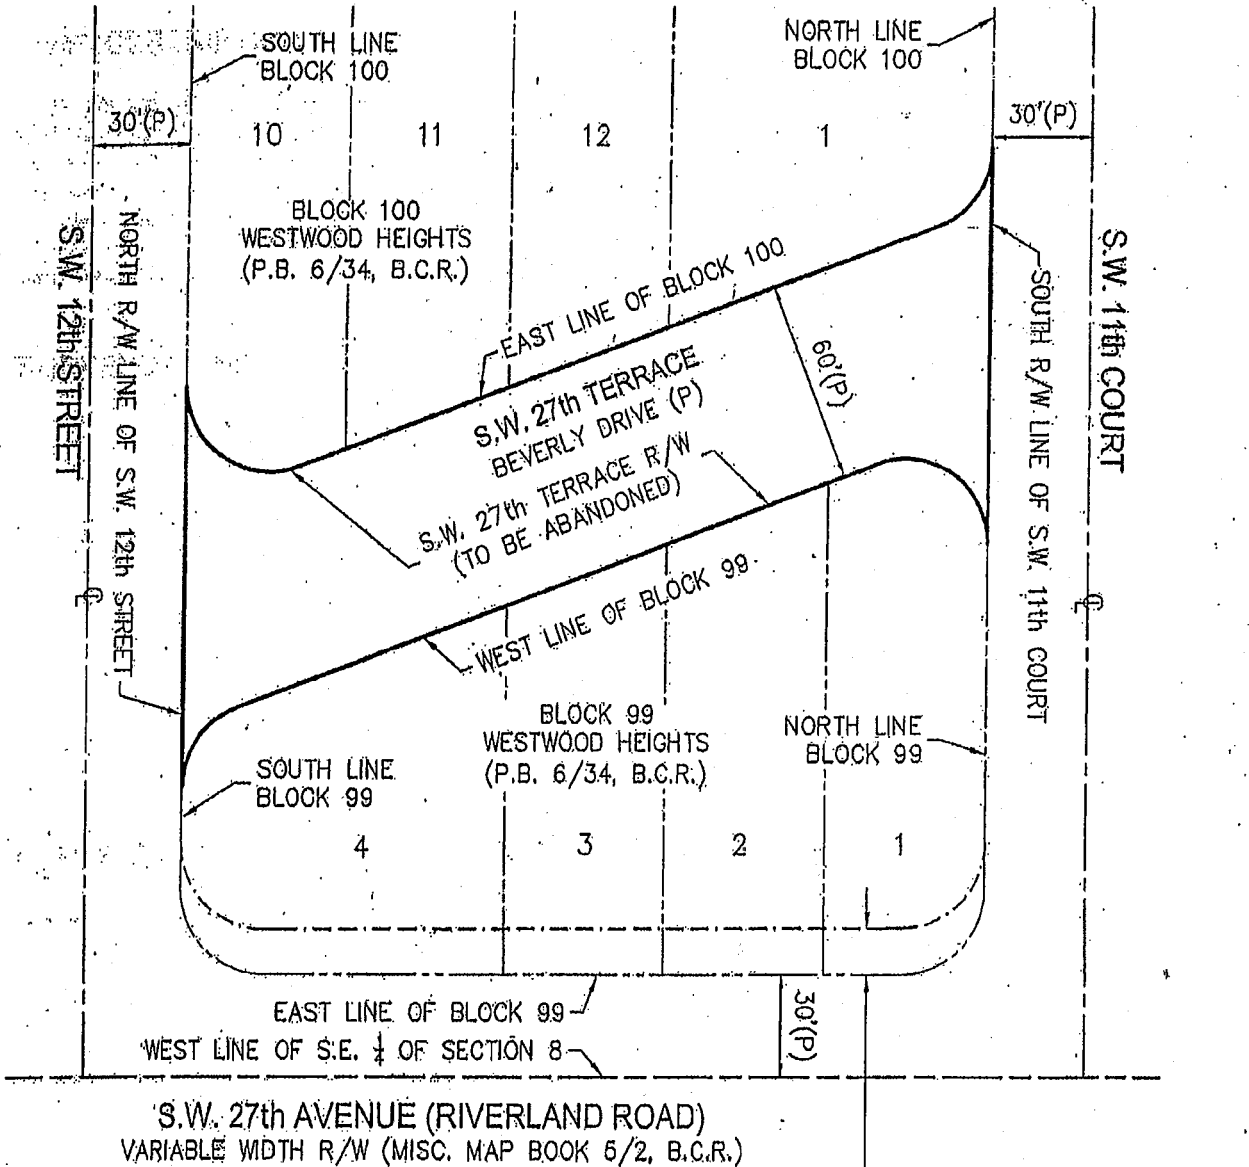 SOUTH LINE
BLOCK 100
NORTH LINE
BLOCK 100
30'(P)
10
11
12
1
30'(P)
BLOCK 100
WESTWOOD HEIGHTS
(P.B. 6/34, B.C.R.)
S.W. 12th STREET
NORTH R/W LINE OF S.W. 12th STREET
EAST LINE OF BLOCK 100
S.W. 27th TERRACE
BEVERLY DRIVE (P)
S.W. 27th TERRACE R/W
(TO BE ABANDONED)
60'(P)
SOUTH R/W LINE OF S.W. 11th COURT
S.W. 11th COURT
WEST LINE OF BLOCK 99
BLOCK 99
WESTWOOD HEIGHTS
(P.B. 6/34, B.C.R.)
NORTH LINE
BLOCK 99
SOUTH LINE
BLOCK 99
4
3
2
1
EAST LINE OF BLOCK 99
30'(P)
WEST LINE OF S.E. ¼ OF SECTION 8
S.W. 27th AVENUE (RIVERLAND ROAD)
VARIABLE WIDTH R/W (MISC. MAP BOOK 5/2, B.C.R.)